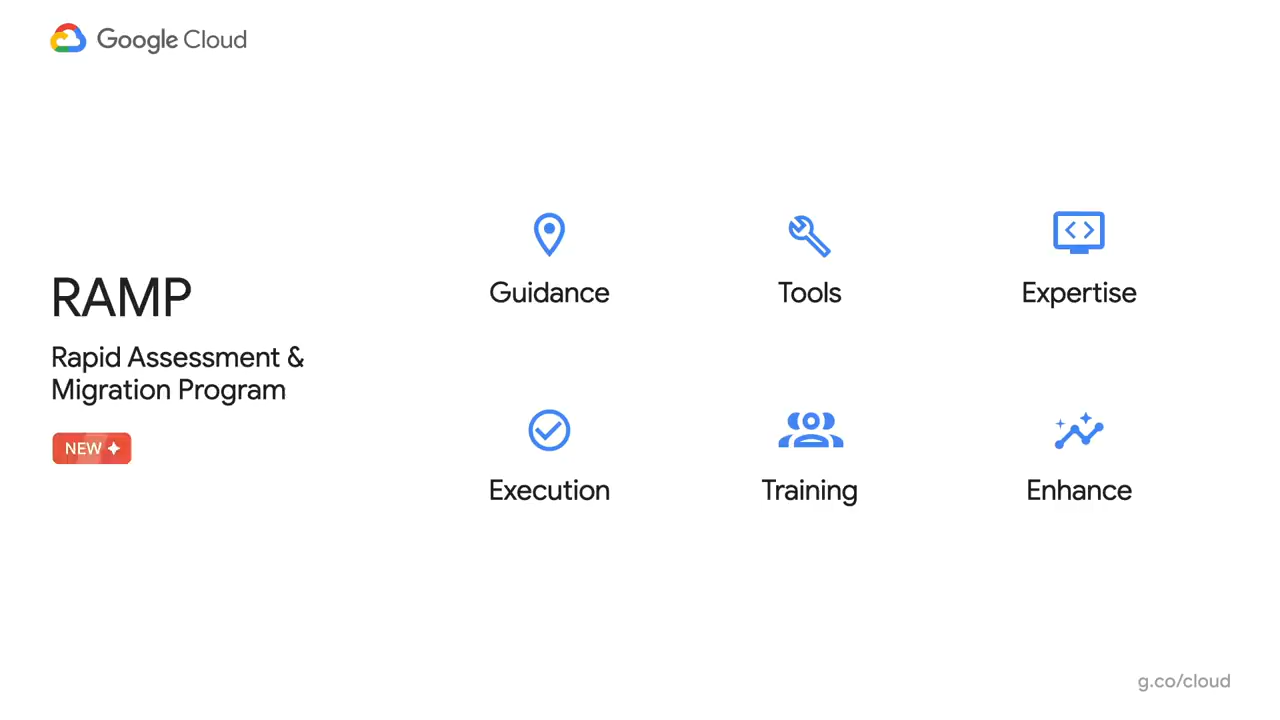 Google Cloud
RAMP
Rapid Assessment &
Migration Program
NEW
Guidance
Tools
Expertise
Execution
Training
Enhance
g.co/cloud